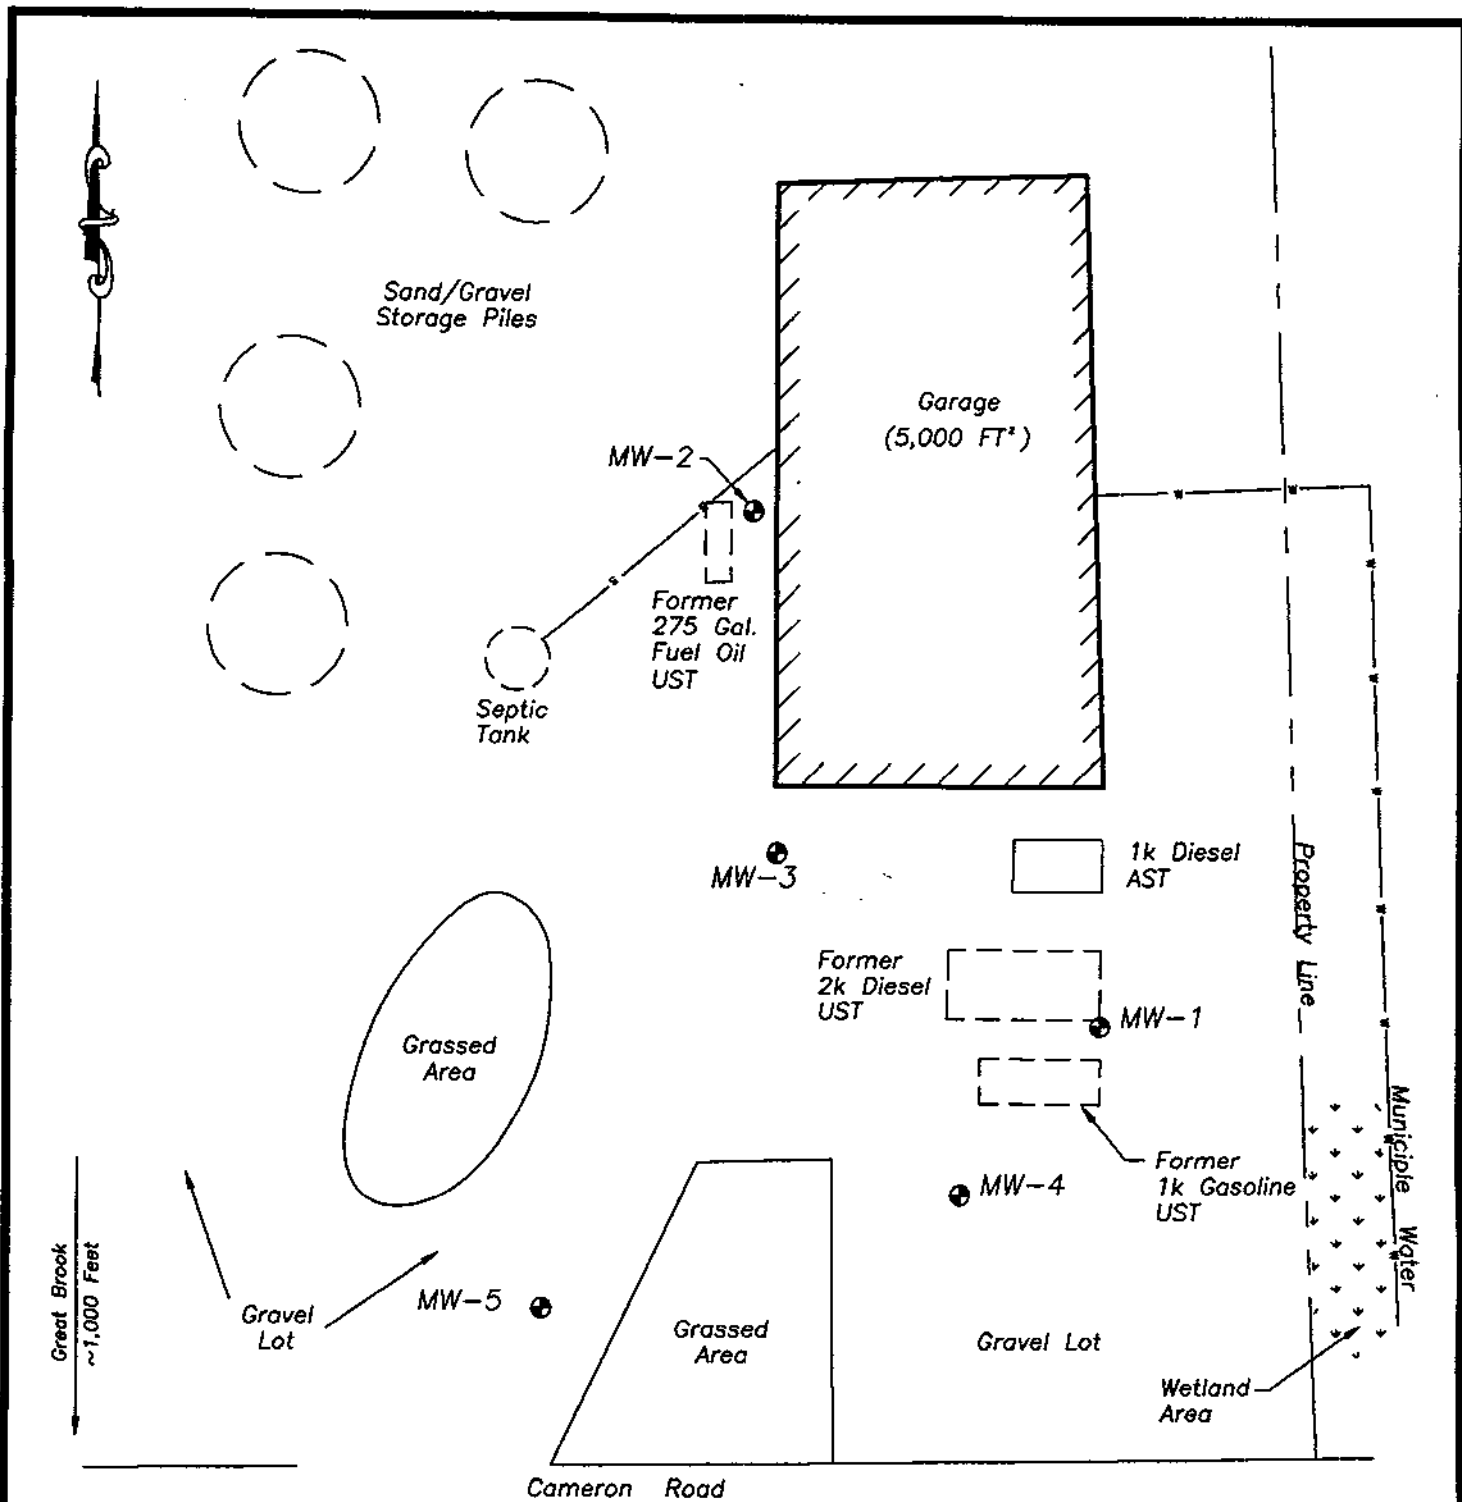 Sand/Gravel
Storage Piles
Garage
(5,000 FT²)
MW-2
Former
275 Gal.
Fuel Oil
UST
Septic
Tank
MW-3
1k Diesel
AST
Property Line
Former
2k Diesel
UST
MW-1
Grassed
Area
Former
1k Gasoline
UST
MW-4
Municiple Water
Great Brook
~1,000 Feet
Gravel
Lot
MW-5
Grassed
Area
Gravel Lot
Wetland
Area
Cameron Road